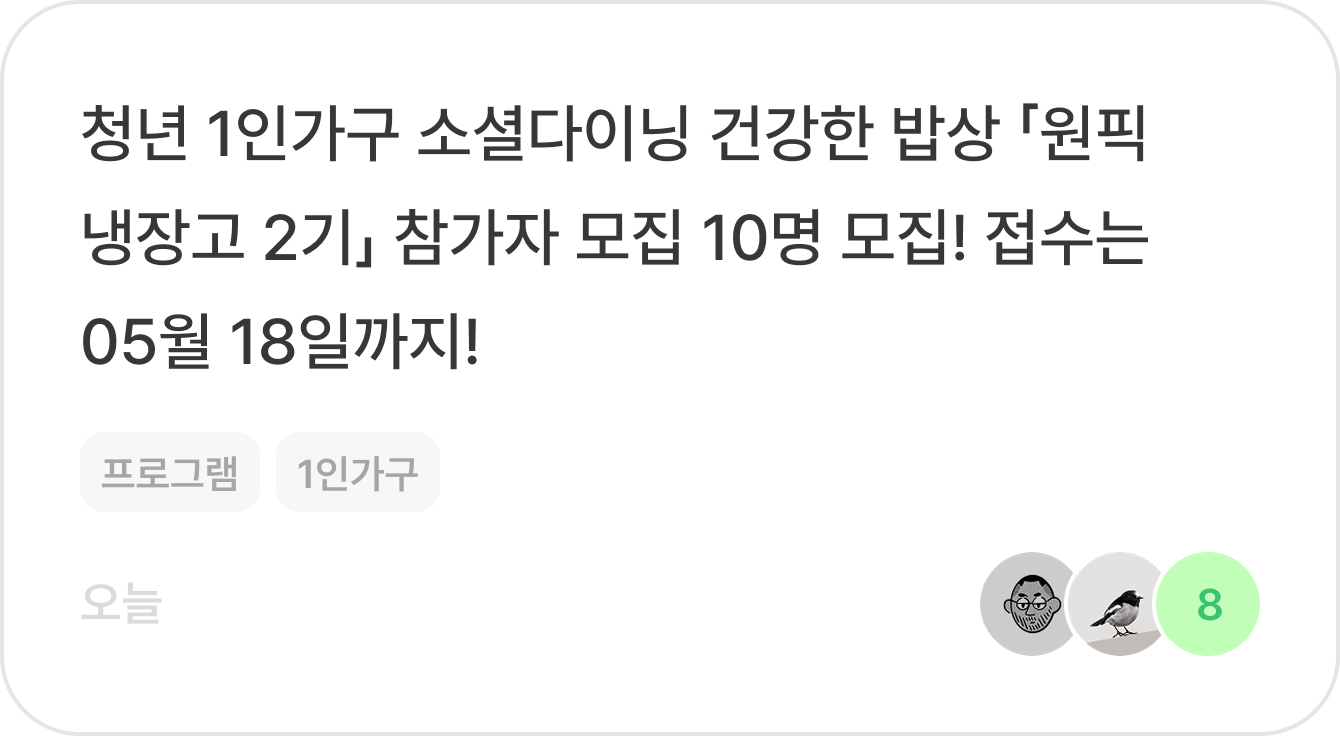 청년 1인가구 소셜다이닝 건강한 밥상 「원픽
냉장고 2기」 참가자 모집 10명 모집! 접수는
05월 18일까지!
프로그램 1인가구
오늘
8